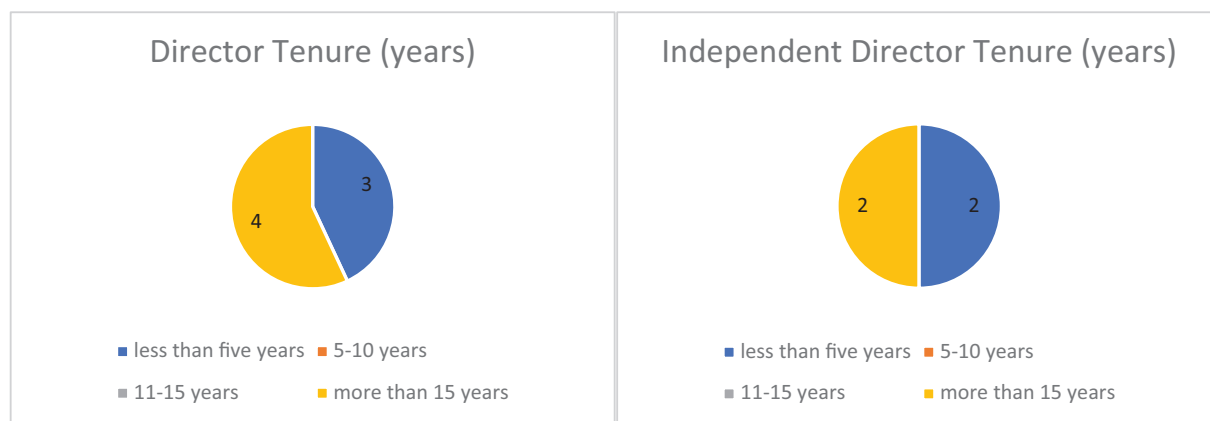 Director Tenure (years)
3
4
less than five years
5-10 years
11-15 years
more than 15 years
Independent Director Tenure (years)
2
2
less than five years
5-10 years
11-15 years
more than 15 years